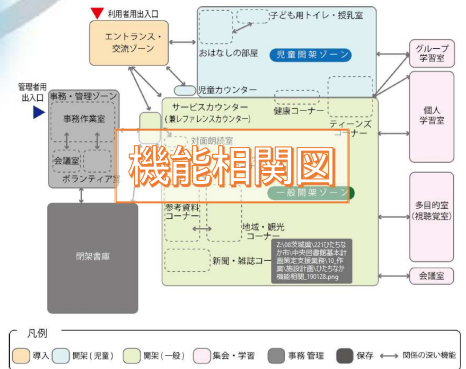 利用者用出入口
エントランス・
交流ゾーン
子ども用トイレ・授乳室
おはなしの部屋
児童開架ゾーン
グループ
学習室
管理者用
出入口
事務・管理ゾーン
事務作業室
会議室
ボランティア室
児童カウンター
サービスカウンター
(兼レファレンスカウンター)
健康コーナー
ティーンズ
コーナー
個人
学習室
対面朗読室
機能相関図
一般開架ゾーン
参考資料
コーナー
地域・観光
コーナー
新聞・雑誌コーナー
多目的室
(視聴覚室)
会議室
閉架書庫
凡例
導入
開架(児童)
開架(一般)
集会・学習
事務管理
保存
関係の深い機能